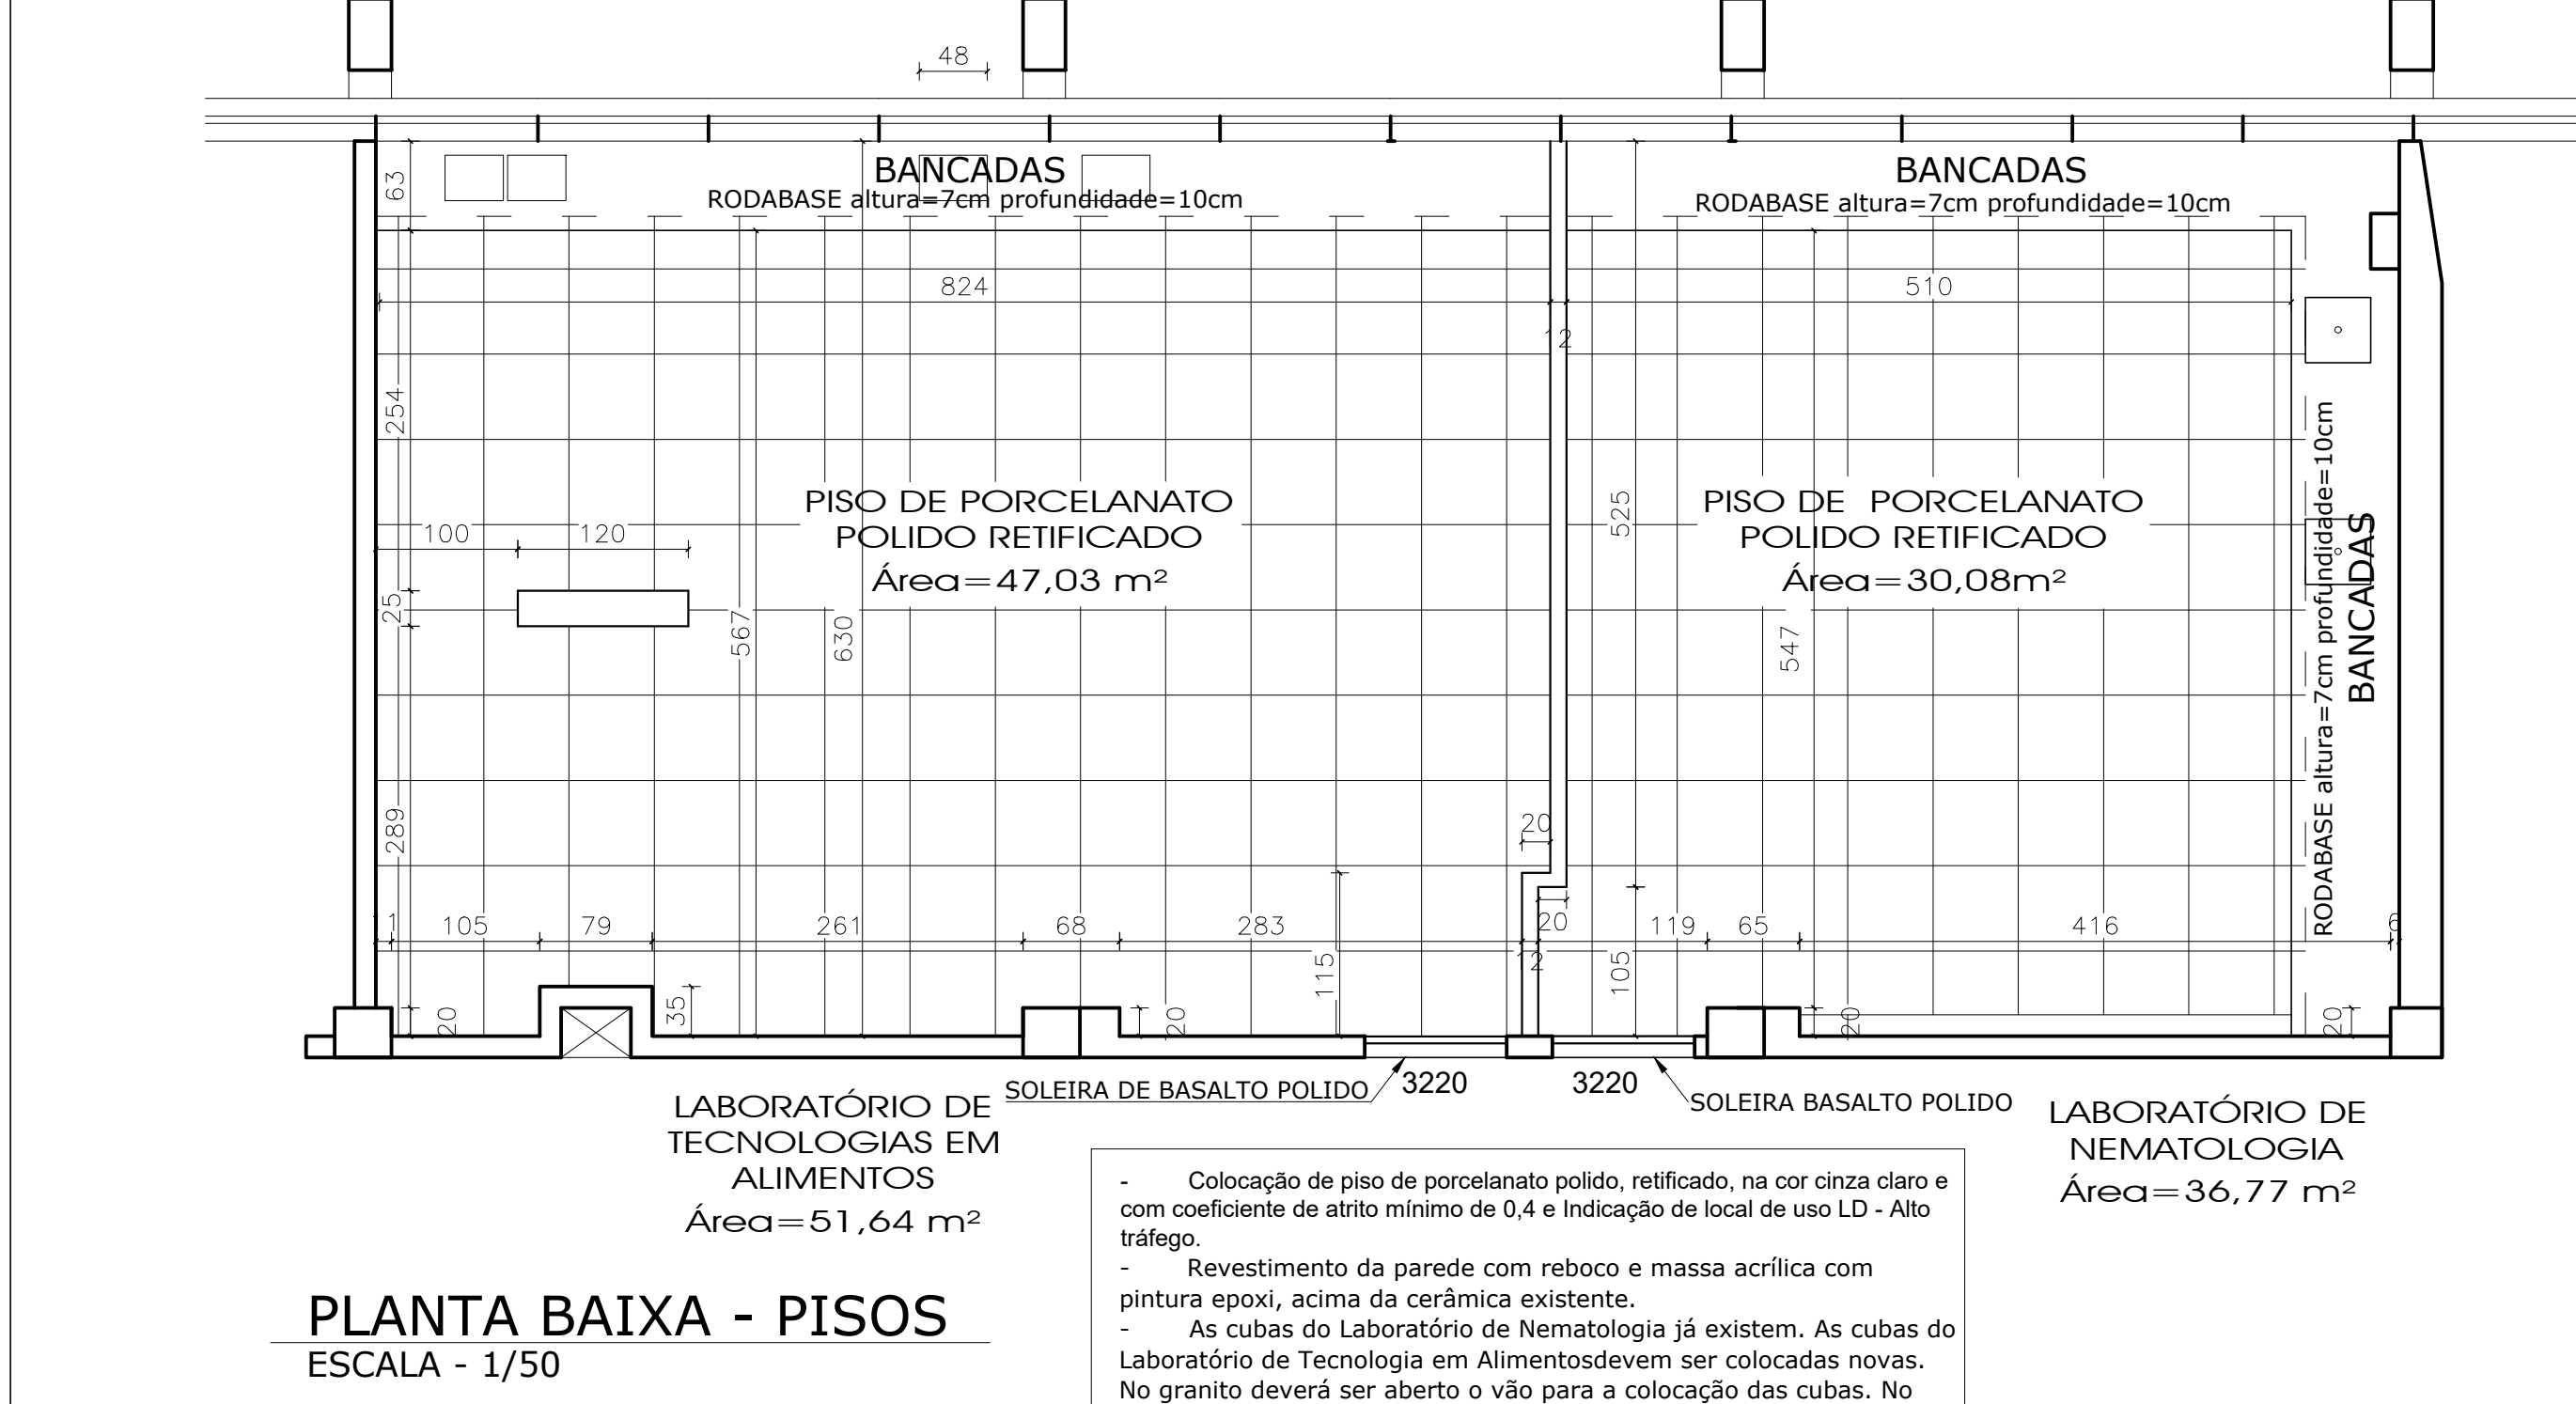 48
BANCADAS
RODABASE altura=7cm profundidade=10cm
BANCADAS
RODABASE altura=7cm profundidade=10cm
63
824
510
12
254
PISO DE PORCELANATO
POLIDO RETIFICADO
Área=47,03 m²
PISO DE PORCELANATO
POLIDO RETIFICADO
Área=30,08m²
525
100
120
25
567
630
547
RODABASE altura=7cm profundidade=10cm
BANCADAS
289
20
11
105
79
261
68
283
20
119
65
416
6
12
115
105
35
20
20
20
20
SOLEIRA DE BASALTO POLIDO
3220
3220
SOLEIRA BASALTO POLIDO
LABORATÓRIO DE
TECNOLOGIAS EM
ALIMENTOS
Área=51,64 m²
LABORATÓRIO DE
NEMATOLOGIA
Área=36,77 m²
- Colocação de piso de porcelanato polido, retificado, na cor cinza claro e
com coeficiente de atrito mínimo de 0,4 e Indicação de local de uso LD - Alto
tráfego.
- Revestimento da parede com reboco e massa acrílica com
pintura epoxi, acima da cerâmica existente.
- As cubas do Laboratório de Nematologia já existem. As cubas do
Laboratório de Tecnologia em Alimentosdevem ser colocadas novas.
No granito deverá ser aberto o vão para a colocação das cubas. No
PLANTA BAIXA - PISOS
ESCALA - 1/50